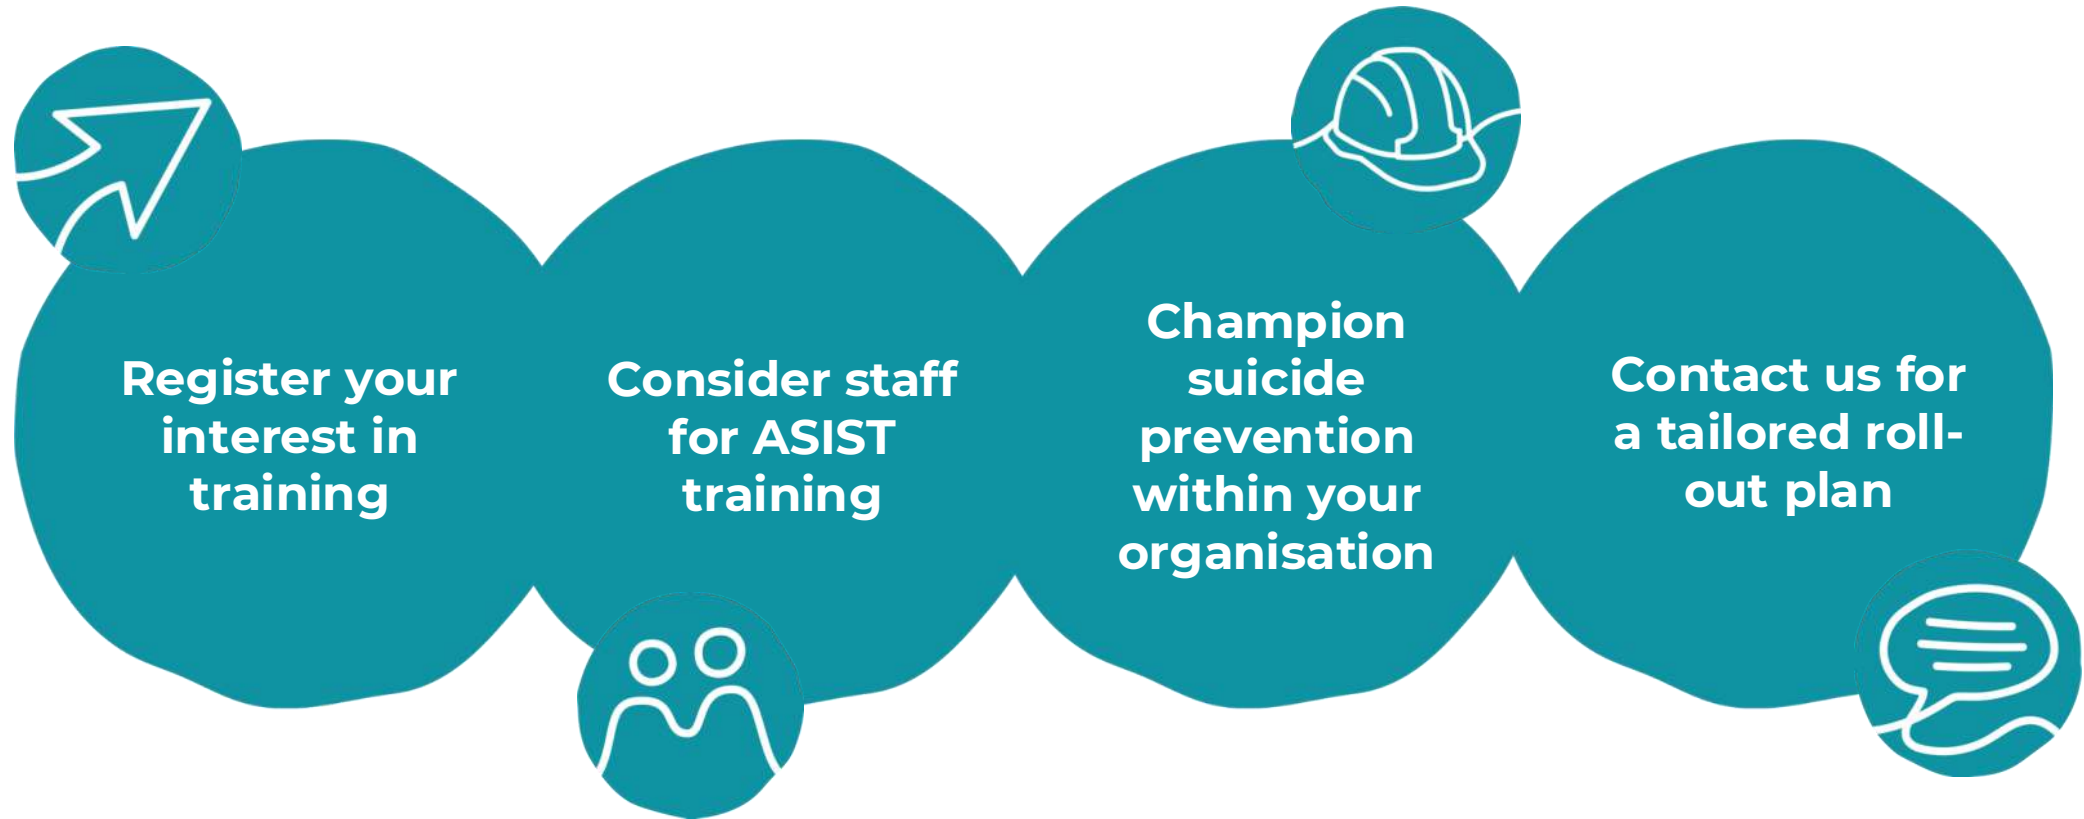 Register your
interest in
training
Consider staff
for ASIST
training
Champion
suicide
prevention
within your
organisation
Contact us for
a tailored roll-
out plan